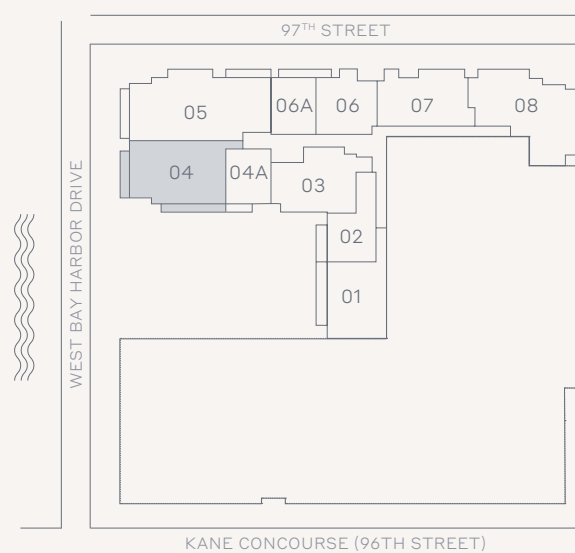 97TH STREET
05
06A
06
07
08
04
04A
03
02
01
WEST BAY HARBOR DRIVE
KANE CONCOURSE (96TH STREET)